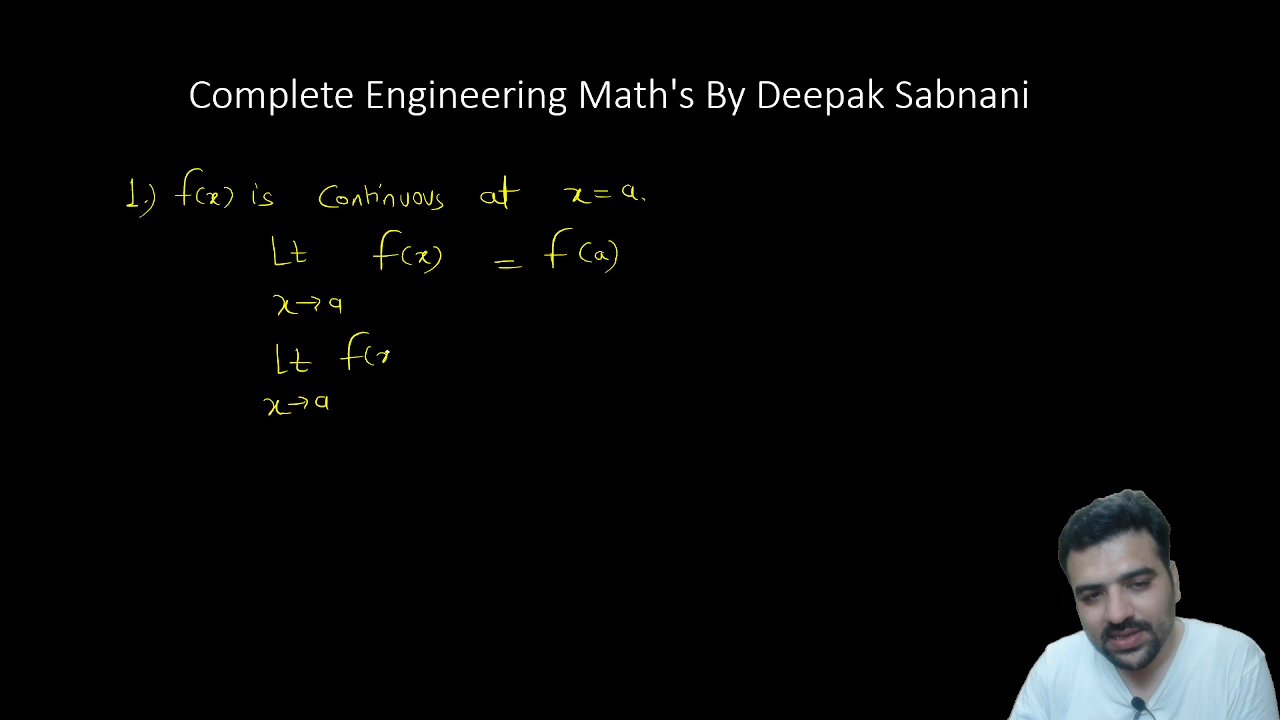 Complete Engineering Math's By Deepak Sabnani
1.) f(x) is continuous at x = a.
Lt f(x) = f(a)
x→a
Lt f(x
x→a